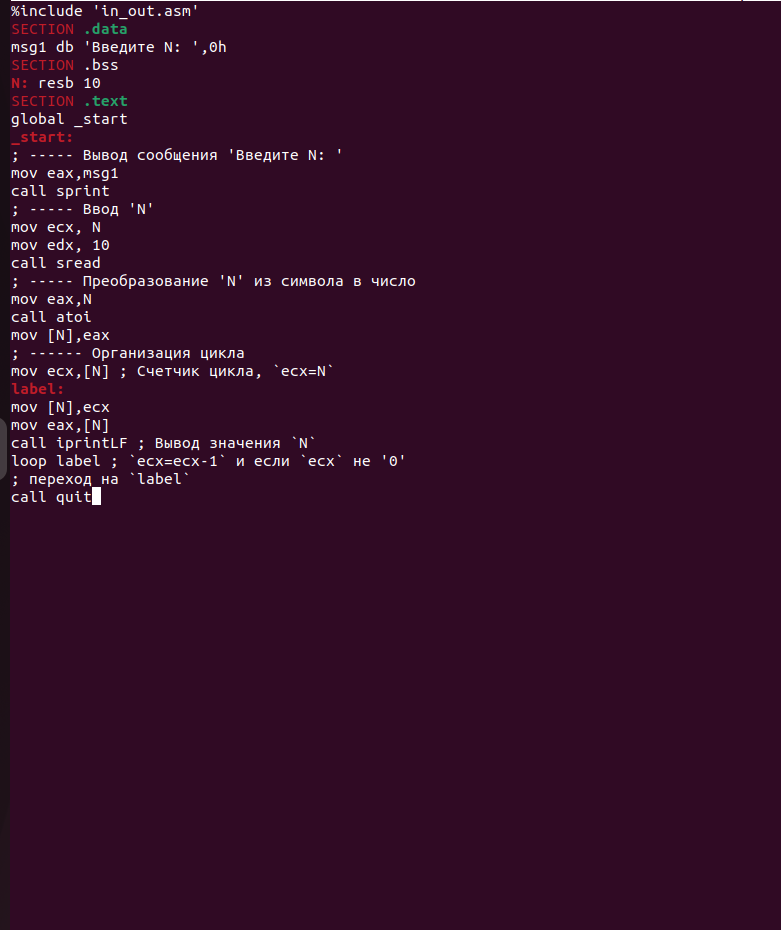 %include 'in_out.asm'
SECTION .data
msg1 db 'Введите N: ',0h
SECTION .bss
N: resb 10
SECTION .text
global _start
_start:
; ----- Вывод сообщения 'Введите N: '
mov eax,msg1
call sprint
; ----- Ввод 'N'
mov ecx, N
mov edx, 10
call sread
; ----- Преобразование 'N' из символа в число
mov eax,N
call atoi
mov [N],eax
; ------ Организация цикла
mov ecx,[N] ; Счетчик цикла, `ecx=N`
label:
mov [N],ecx
mov eax,[N]
call iprintLF ; Вывод значения `N`
loop label ; `ecx=ecx-1` и если `ecx` не '0'
; переход на `label`
call quit